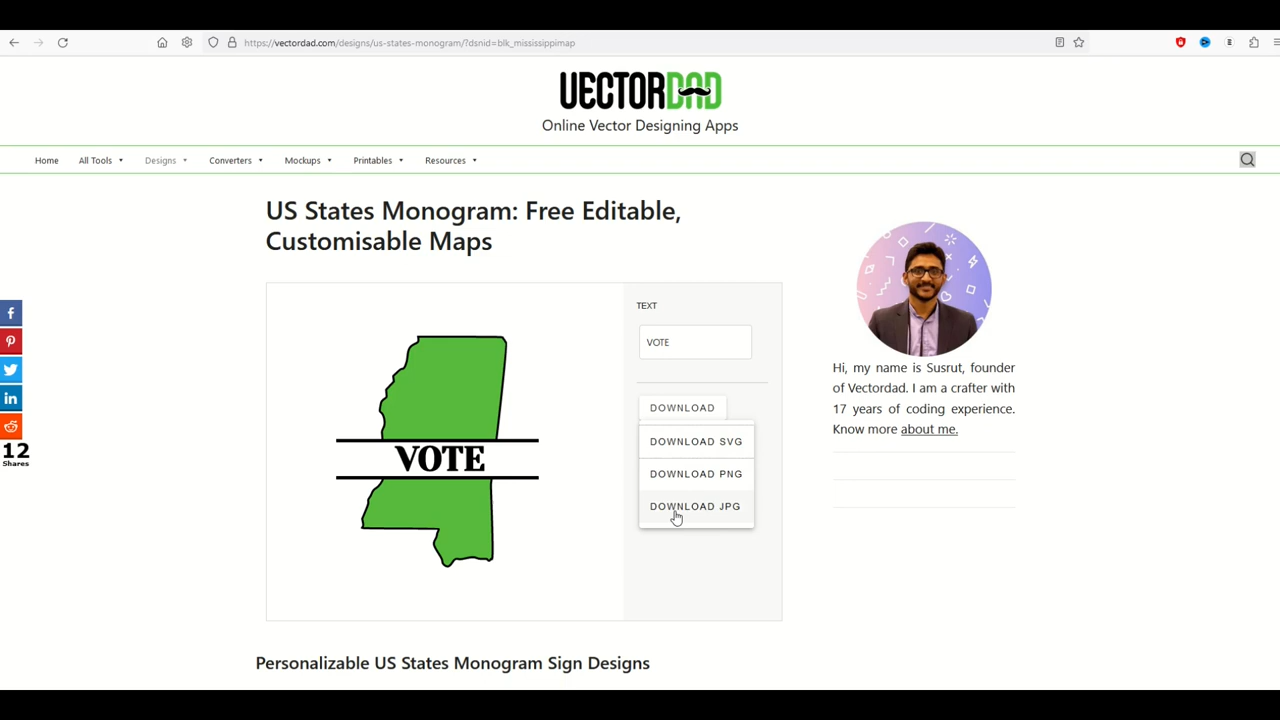 https://vectordad.com/designs/us-states-monogram/?dsnid=blk_mississippimap
E
VECTORDAD
Online Vector Designing Apps
Home All Tools Designs Converters Mockups Printables Resources
US States Monogram: Free Editable,
Customisable Maps
TEXT
VOTE
DOWNLOAD
DOWNLOAD SVG
DOWNLOAD PNG
DOWNLOAD JPG
VOTE
Hi, my name is Susrut, founder
of Vectordad. I am a crafter with
17 years of coding experience.
Know more about me.
12
Shares
Personalizable US States Monogram Sign Designs